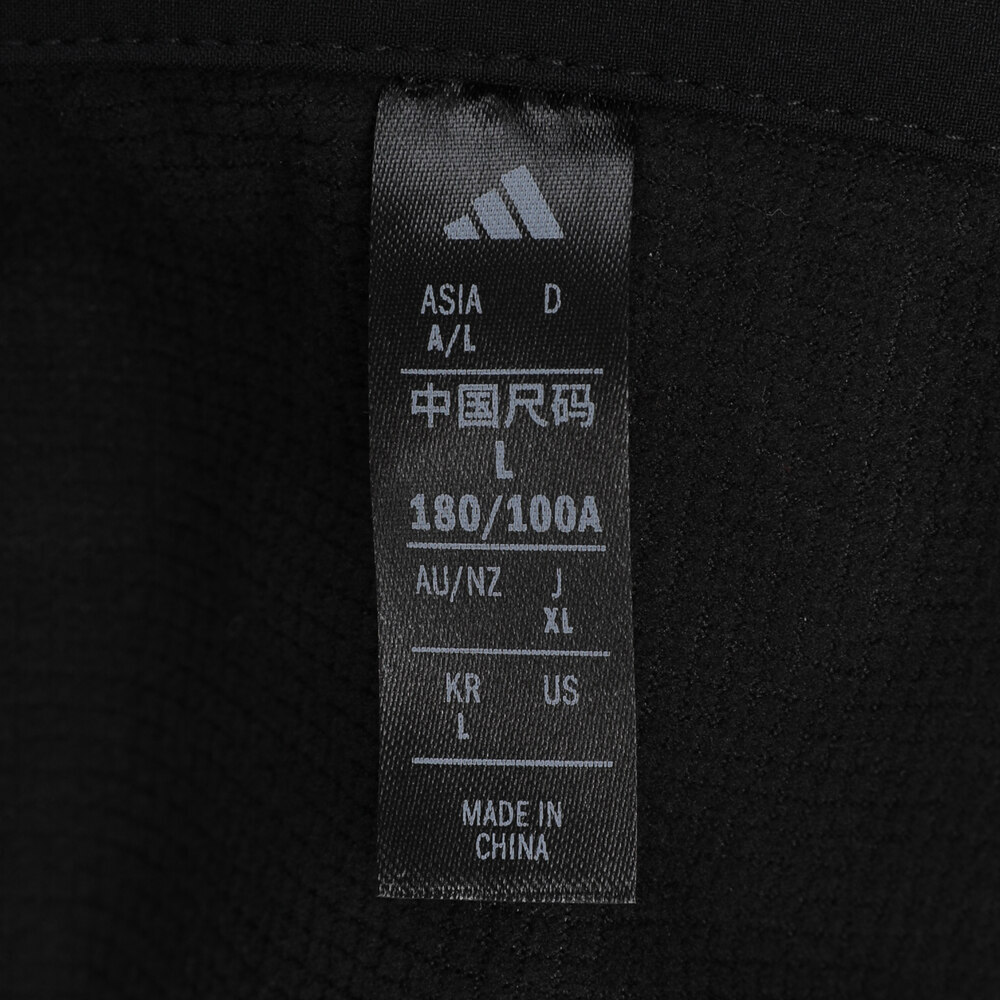 ASIA D
A/L
中国尺码
L
180/100A
AU/NZ J
XL
KR US
L
MADE IN
CHINA